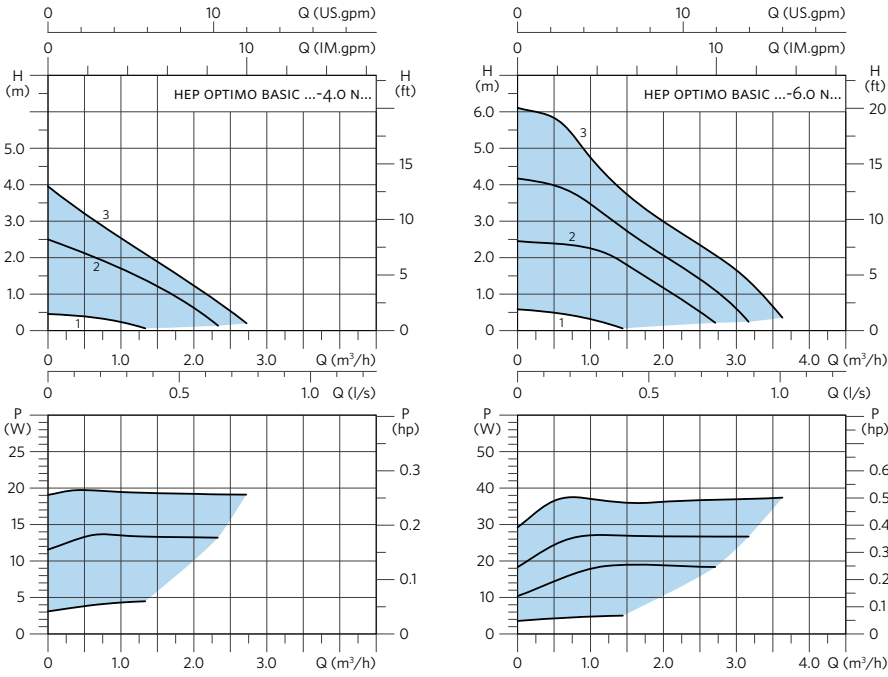 0 10 Q (US.gpm)
0 10 Q (IM.gpm)
H (m)
H (ft)
HEP OPTIMO BASIC ...-4.0 N...
5.0
4.0
3.0
2.0
1.0
0
15
10
5
0
3
2
1
0 1.0 2.0 3.0 Q (m³/h)
0 0.5 1.0 Q (l/s)
P (W)
P (hp)
25
20
15
10
5
0
0.3
0.2
0.1
0
0 1.0 2.0 3.0 Q (m³/h)
0 10 Q (US.gpm)
0 10 Q (IM.gpm)
H (m)
H (ft)
HEP OPTIMO BASIC ...-6.0 N...
6.0
5.0
4.0
3.0
2.0
1.0
0
20
15
10
5
0
3
2
1
0 1.0 2.0 3.0 4.0 Q (m³/h)
0 0.5 1.0 Q (l/s)
P (W)
P (hp)
50
40
30
20
10
0
0.6
0.5
0.4
0.3
0.2
0.1
0
0 1.0 2.0 3.0 4.0 Q (m³/h)